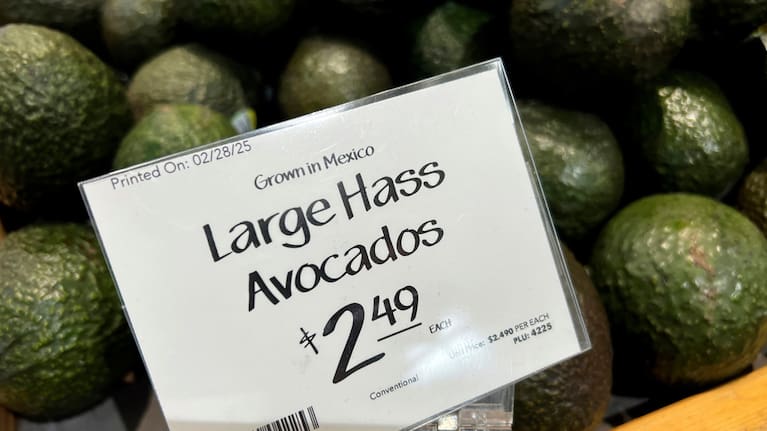 Printed On: 02/28/25
Grown in Mexico
Large Hass
Avocados
$2.49 EACH
Unit Price: $2.490 PER EACH
PLU: 4225
Conventional